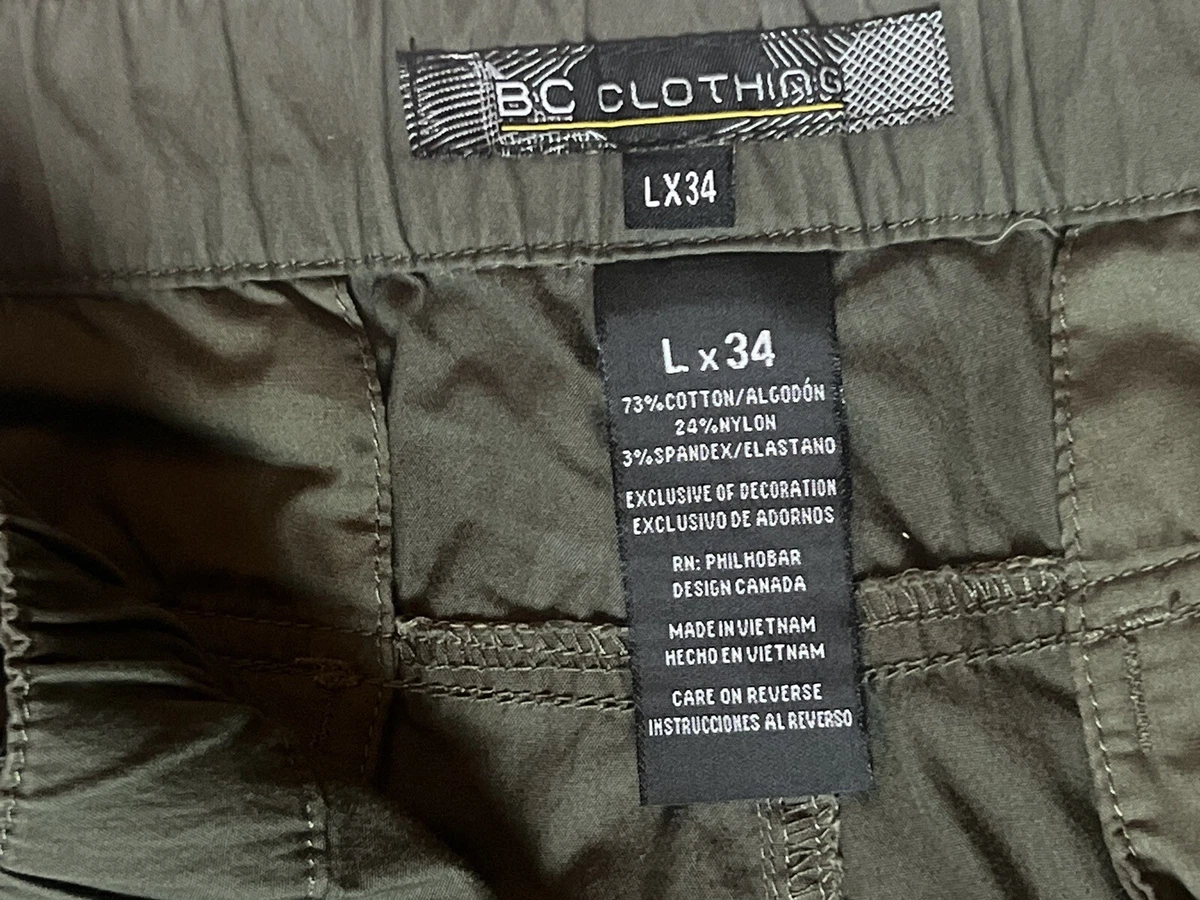 BC CLOTHING
LX34
L x 34
73%COTTON/ALGODÓN
24%NYLON
3%SPANDEX/ELASTANO
EXCLUSIVE OF DECORATION
EXCLUSIVO DE ADORNOS
RN: PHILHOBAR
DESIGN CANADA
MADE IN VIETNAM
HECHO EN VIETNAM
CARE ON REVERSE
INSTRUCCIONES AL REVERSO